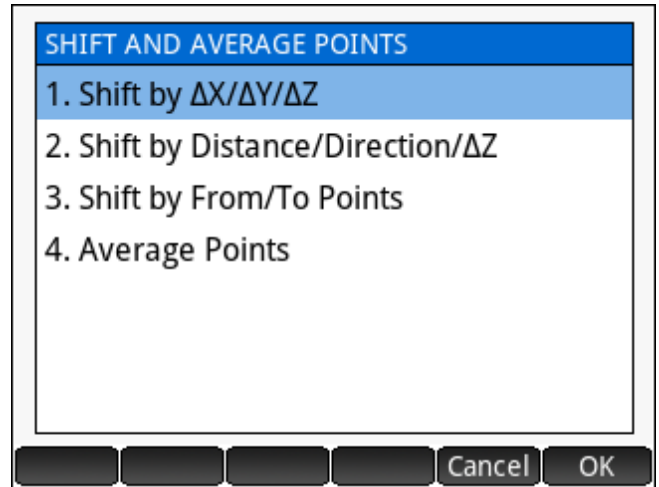 SHIFT AND AVERAGE POINTS
1. Shift by ΔX/ΔY/ΔZ
2. Shift by Distance/Direction/ΔZ
3. Shift by From/To Points
4. Average Points
Cancel OK